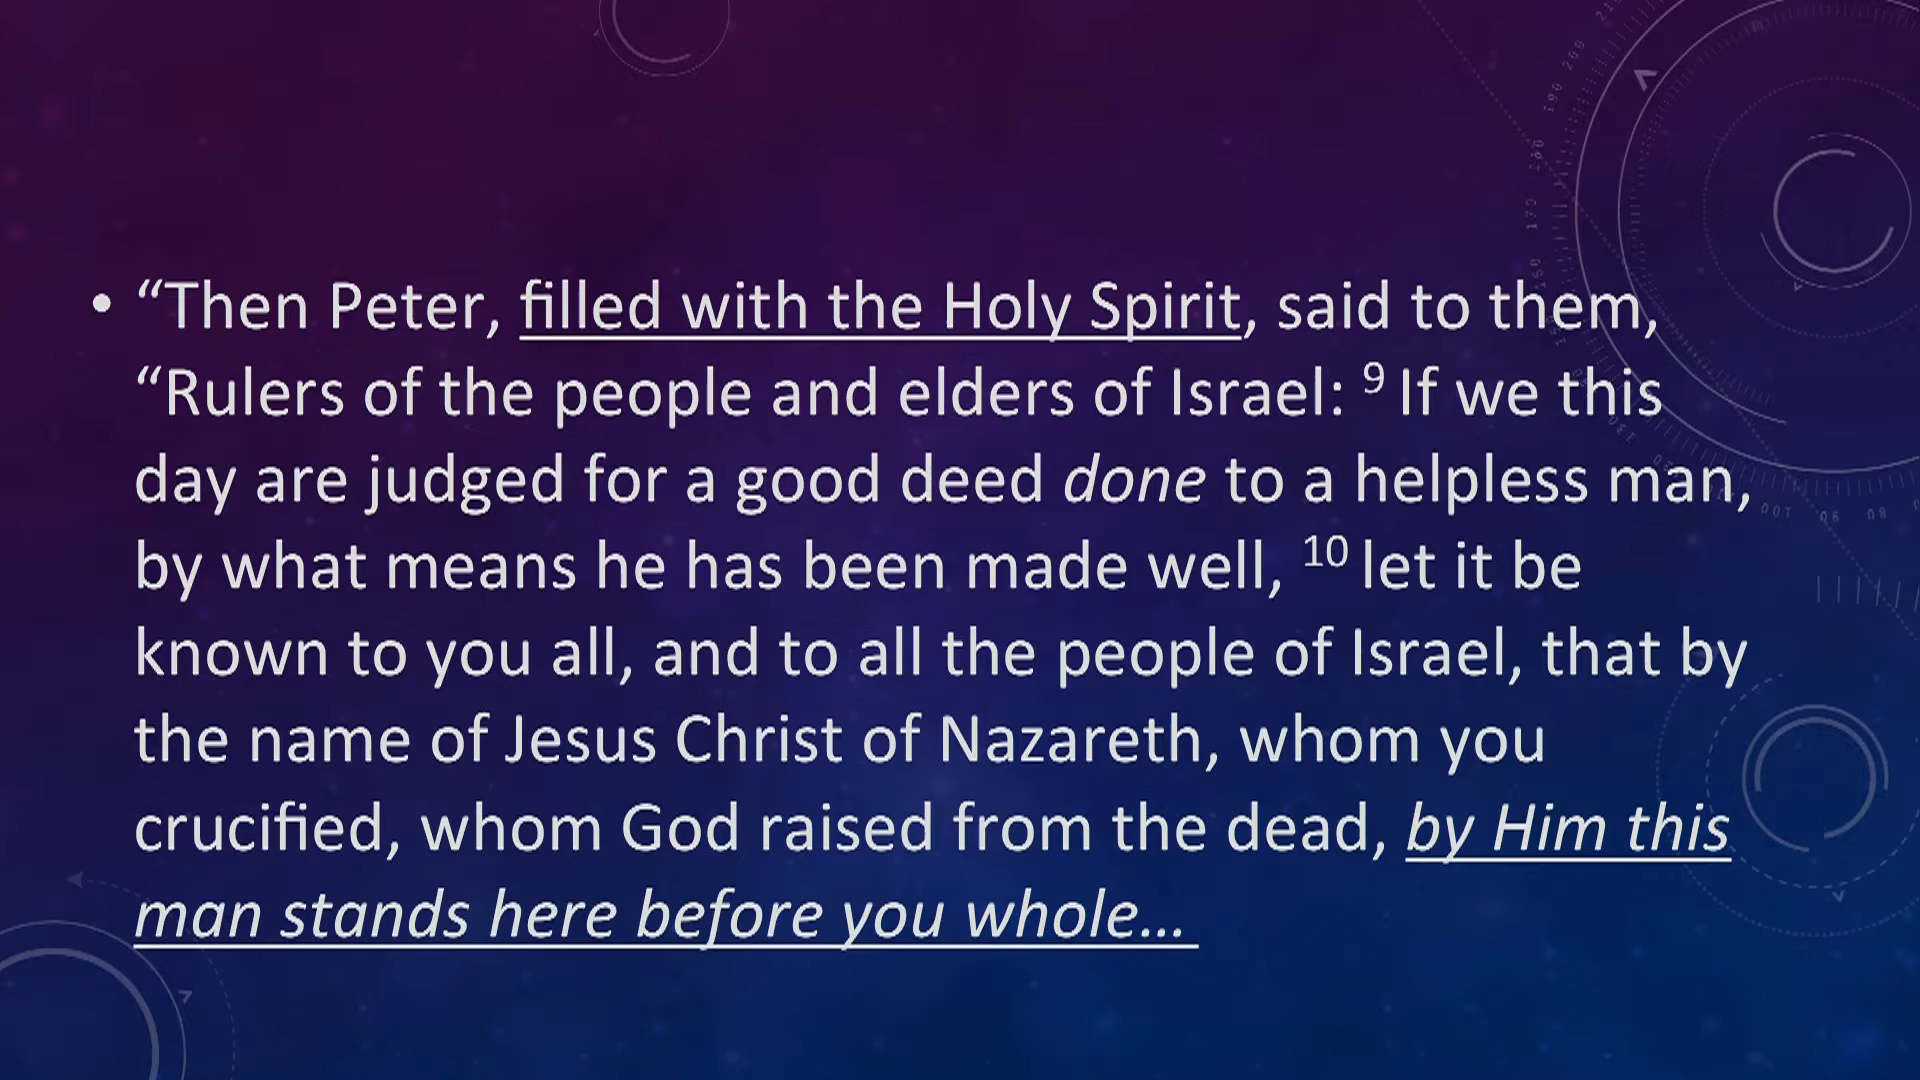 • “Then Peter, filled with the Holy Spirit, said to them,
“Rulers of the people and elders of Israel: 9 If we this
day are judged for a good deed done to a helpless man,
by what means he has been made well, 10 let it be
known to you all, and to all the people of Israel, that by
the name of Jesus Christ of Nazareth, whom you
crucified, whom God raised from the dead, by Him this
man stands here before you whole…